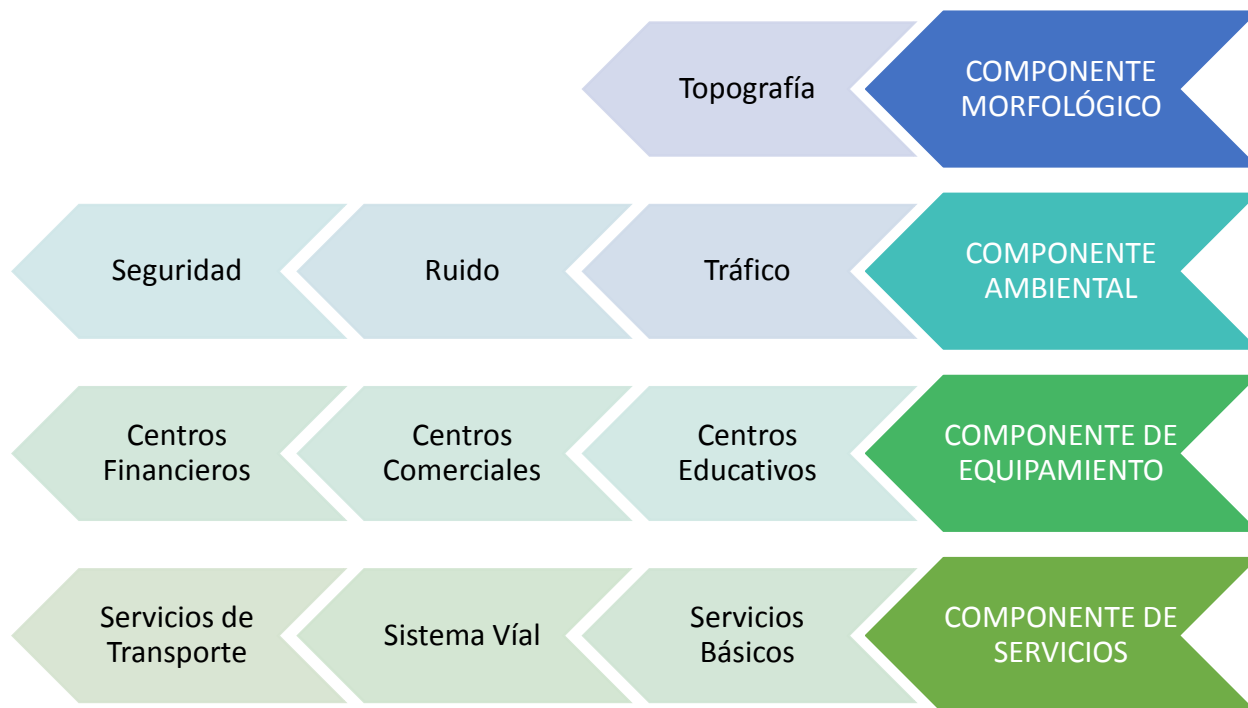 Topografía
COMPONENTE
MORFOLÓGICO
Seguridad
Ruido
Tráfico
COMPONENTE
AMBIENTAL
Centros
Financieros
Centros
Comerciales
Centros
Educativos
COMPONENTE DE
EQUIPAMIENTO
Servicios de
Transporte
Sistema Víal
Servicios
Básicos
COMPONENTE DE
SERVICIOS